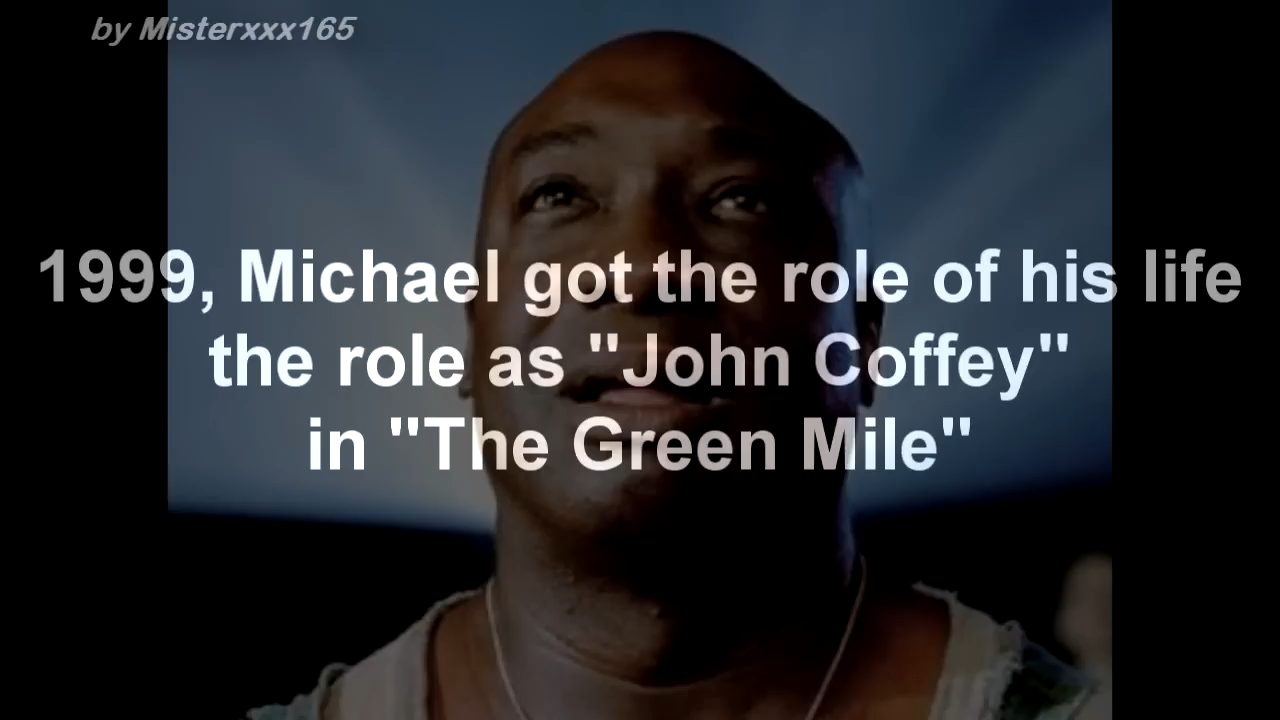 by Misterxxx165
1999, Michael got the role of his life
the role as "John Coffey"
in "The Green Mile"